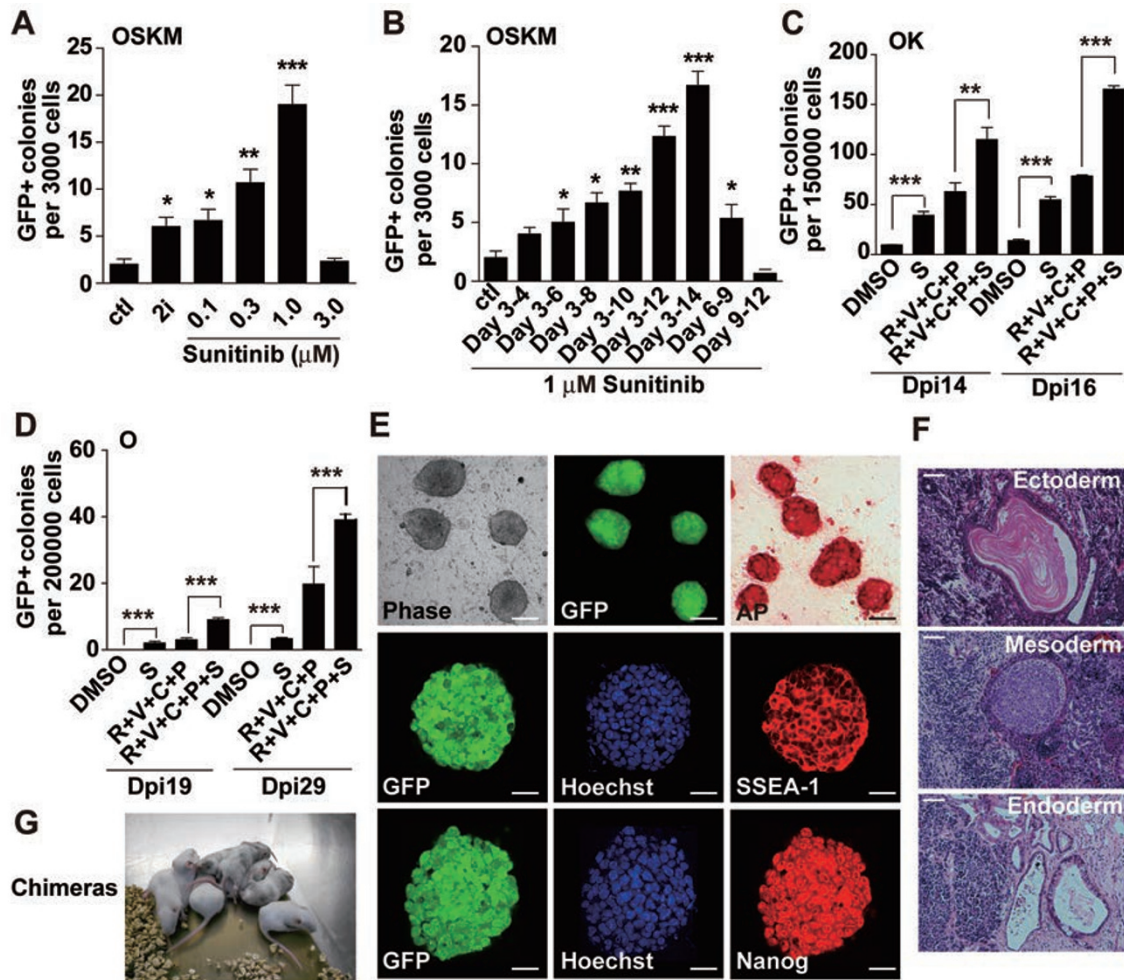 A
OSKM
GFP+ colonies
per 3000 cells
25
20
15
10
5
0
*
*
**
***
ctl
2i
0.1
0.3
1.0
3.0
Sunitinib (μM)
B
OSKM
GFP+ colonies
per 3000 cells
20
15
10
5
0
*
*
**
***
***
*
ctl
Day 3-4
Day 3-6
Day 3-8
Day 3-10
Day 3-12
Day 3-14
Day 6-9
Day 9-12
1 μM Sunitinib
C
OK
GFP+ colonies
per 150000 cells
200
150
100
50
0
***
**
***
***
DMSO
S
R+V+C+P
R+V+C+P+S
DMSO
S
R+V+C+P
R+V+C+P+S
Dpi14
Dpi16
D
O
GFP+ colonies
per 200000 cells
60
40
20
0
***
***
***
***
DMSO
S
R+V+C+P
R+V+C+P+S
DMSO
S
R+V+C+P
R+V+C+P+S
Dpi19
Dpi29
E
Phase
GFP
AP
GFP
Hoechst
SSEA-1
GFP
Hoechst
Nanog
F
Ectoderm
Mesoderm
Endoderm
G
Chimeras